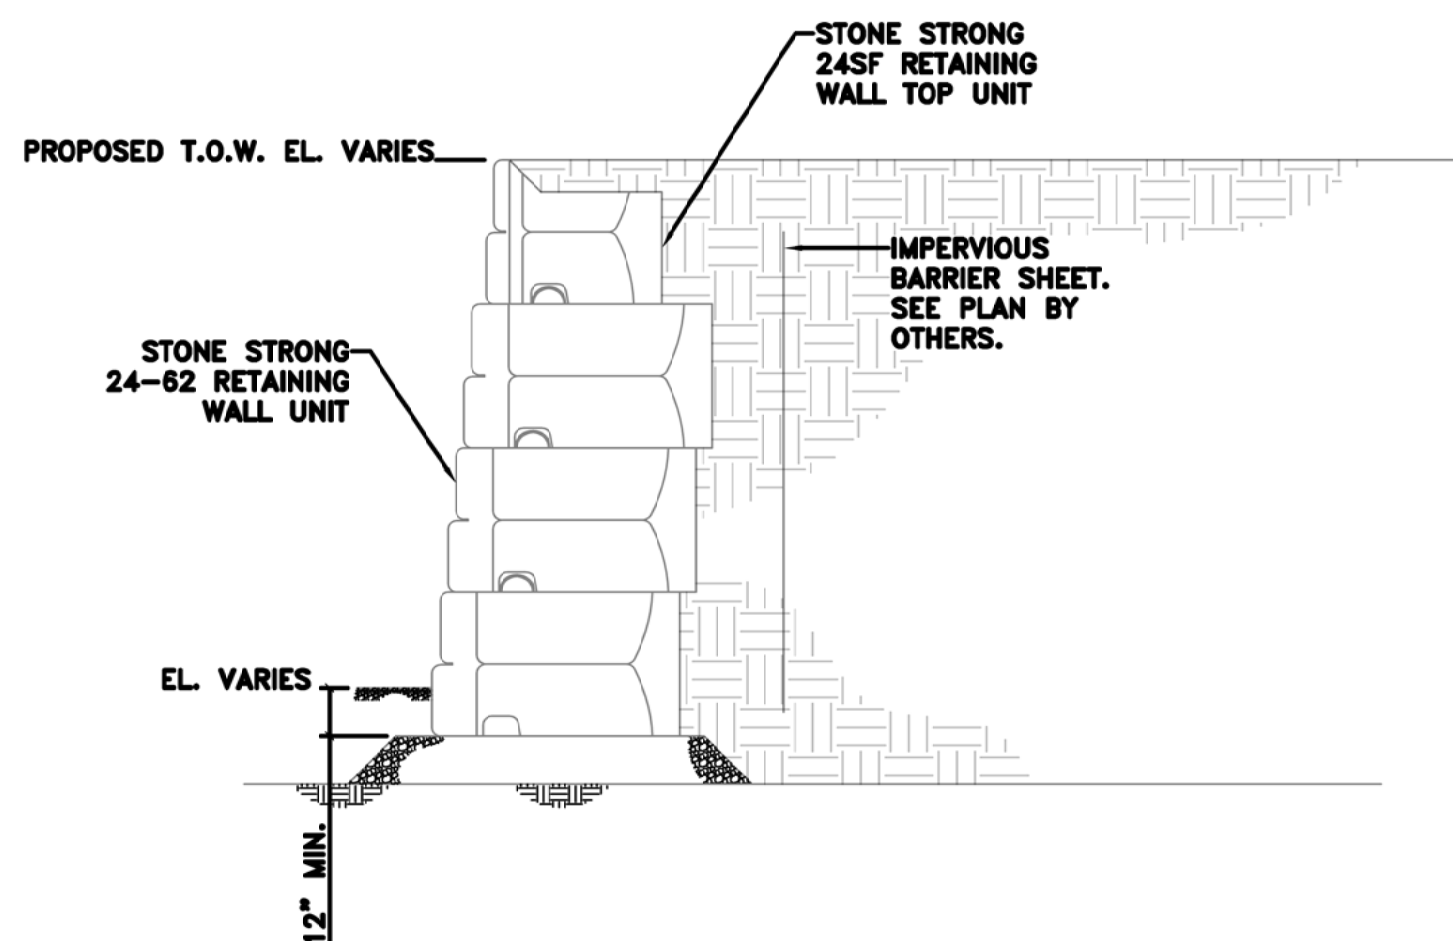 STONE STRONG
24SF RETAINING
WALL TOP UNIT
PROPOSED T.O.W. EL. VARIES
IMPERVIOUS
BARRIER SHEET.
SEE PLAN BY
OTHERS.
STONE STRONG
24-62 RETAINING
WALL UNIT
EL. VARIES
12" MIN.